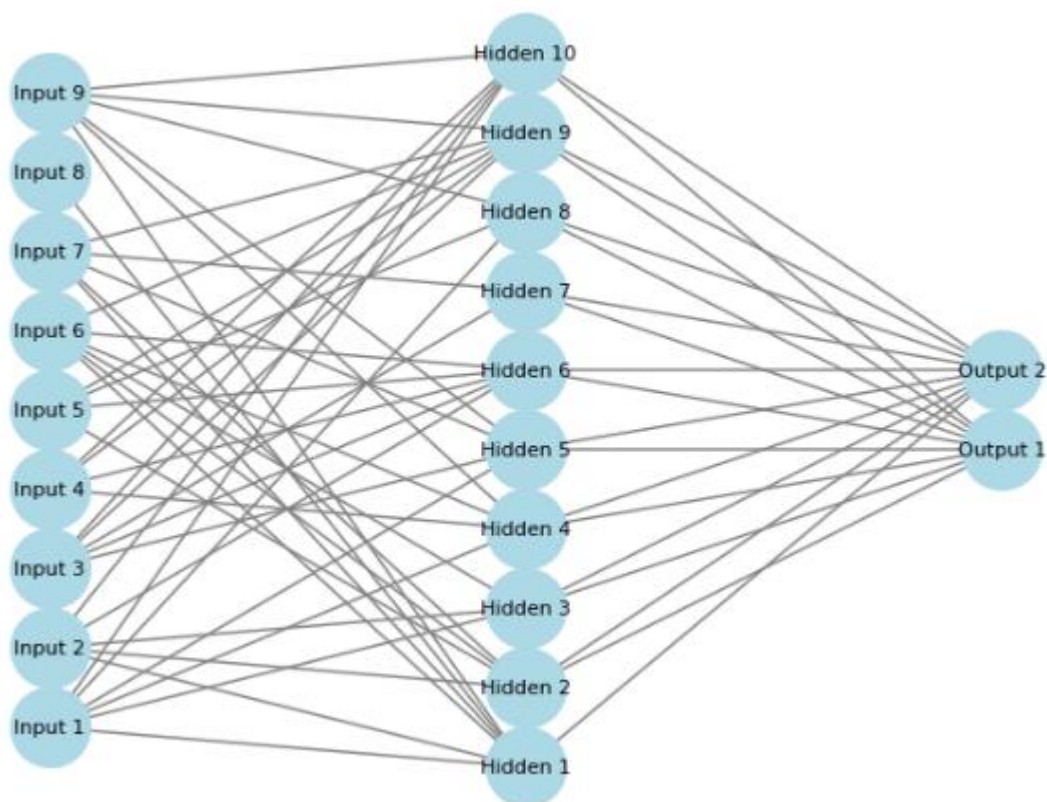 Input 9
Input 8
Input 7
Input 6
Input 5
Input 4
Input 3
Input 2
Input 1
Hidden 10
Hidden 9
Hidden 8
Hidden 7
Hidden 6
Hidden 5
Hidden 4
Hidden 3
Hidden 2
Hidden 1
Output 2
Output 1